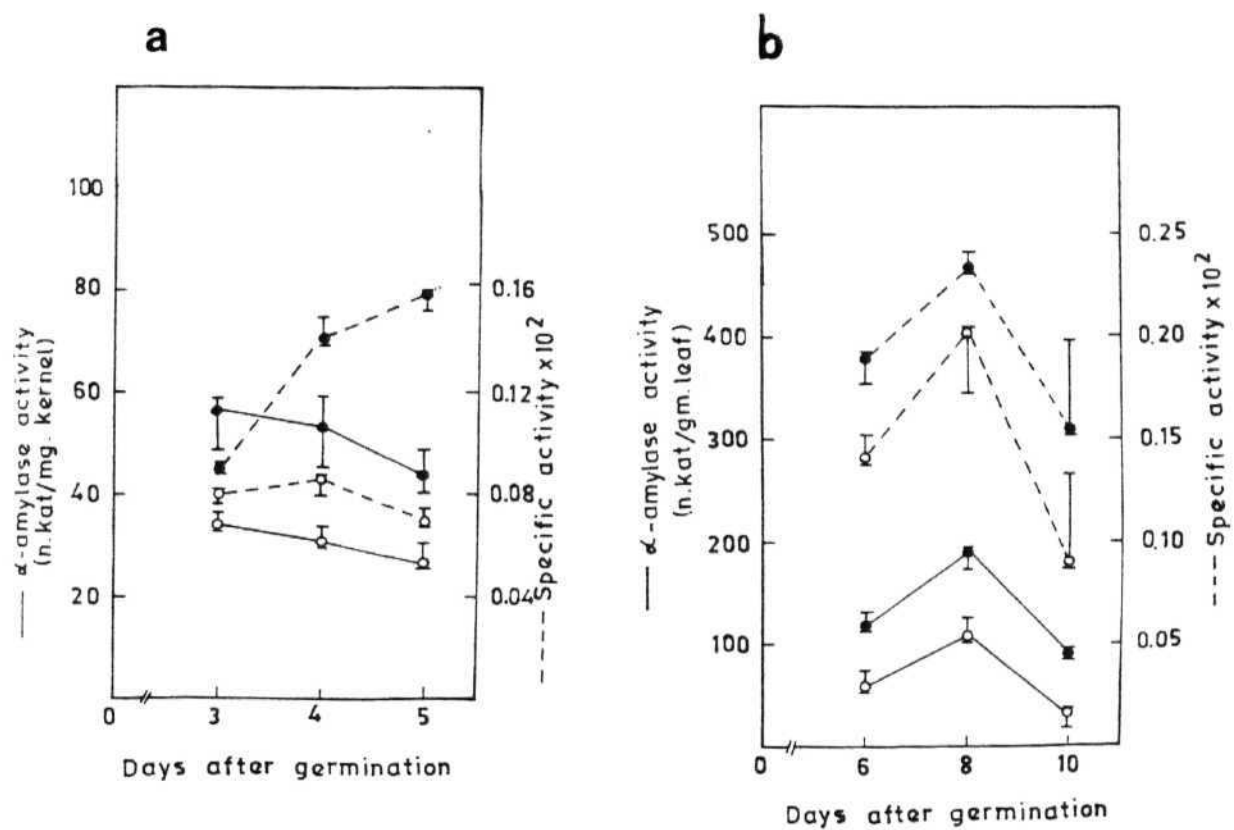 a
100
80
60
40
20
0
3
4
5
Days after germination
— α-amylase activity
(n.kat/mg. kernel)
0.16
0.12
0.08
0.04
--- Specific activity x 10²
b
500
400
300
200
100
0
6
8
10
Days after germination
— α-amylase activity
(n.kat/gm.leaf)
0.25
0.20
0.15
0.10
0.05
--- Specific activity x 10²